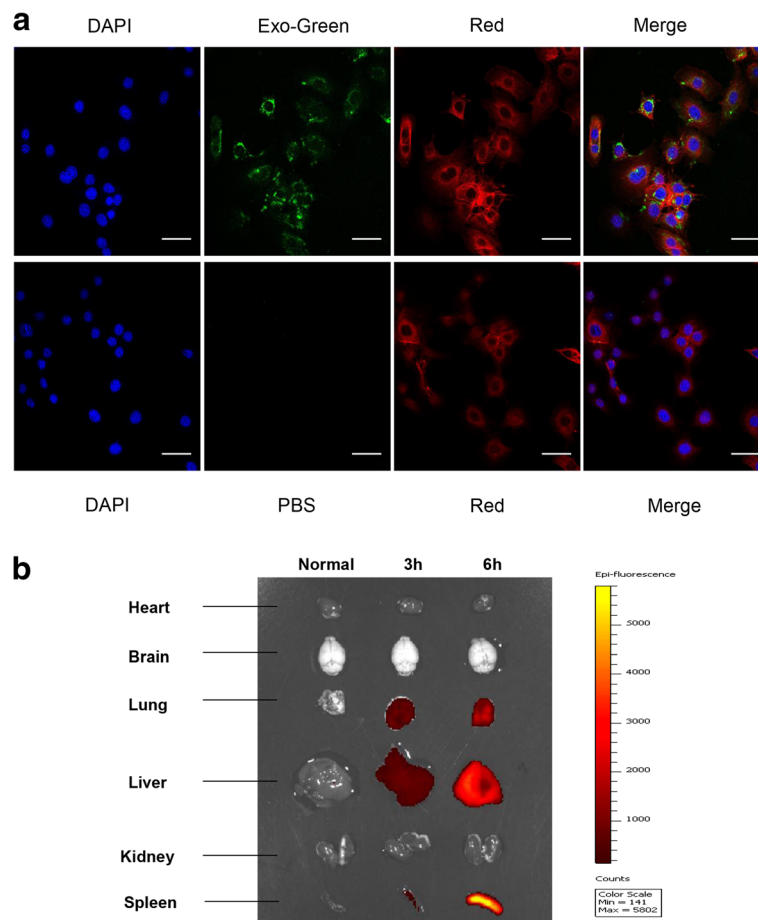 a
DAPI Exo-Green Red Merge
DAPI PBS Red Merge
b
Normal 3h 6h
Heart
Brain
Lung
Liver
Kidney
Spleen
Epi-fluorescence
5000
4000
3000
2000
1000
Counts
Color Scale
Min = 141
Max = 5802